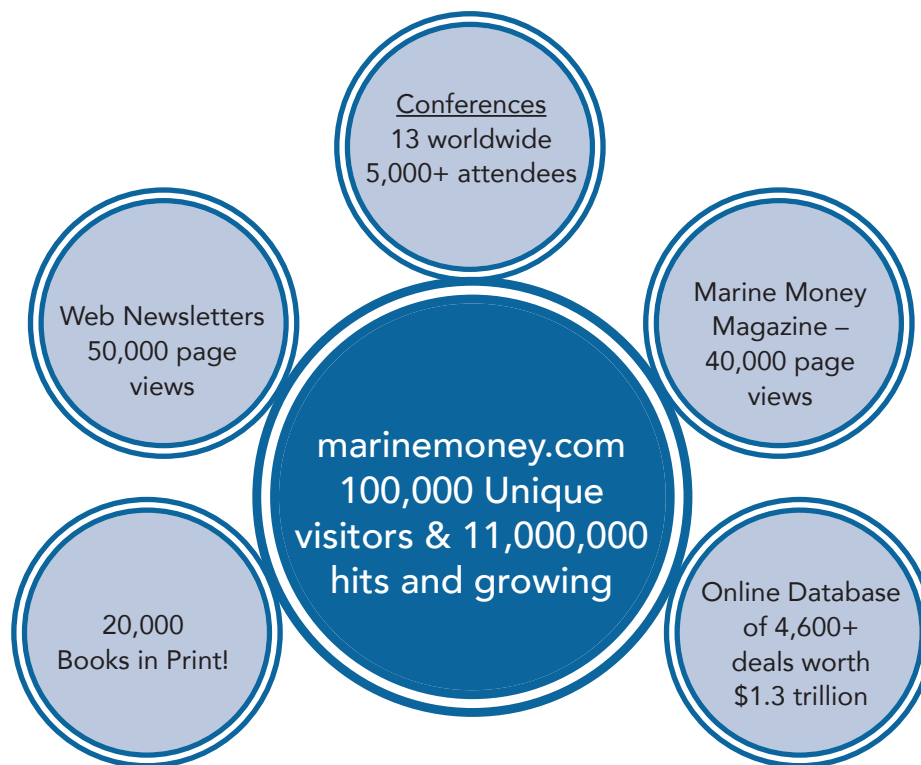 Conferences
13 worldwide
5,000+ attendees
Web Newsletters
50,000 page
views
Marine Money
Magazine –
40,000 page
views
marinemoney.com
100,000 Unique
visitors & 11,000,000
hits and growing
20,000
Books in Print!
Online Database
of 4,600+
deals worth
$1.3 trillion